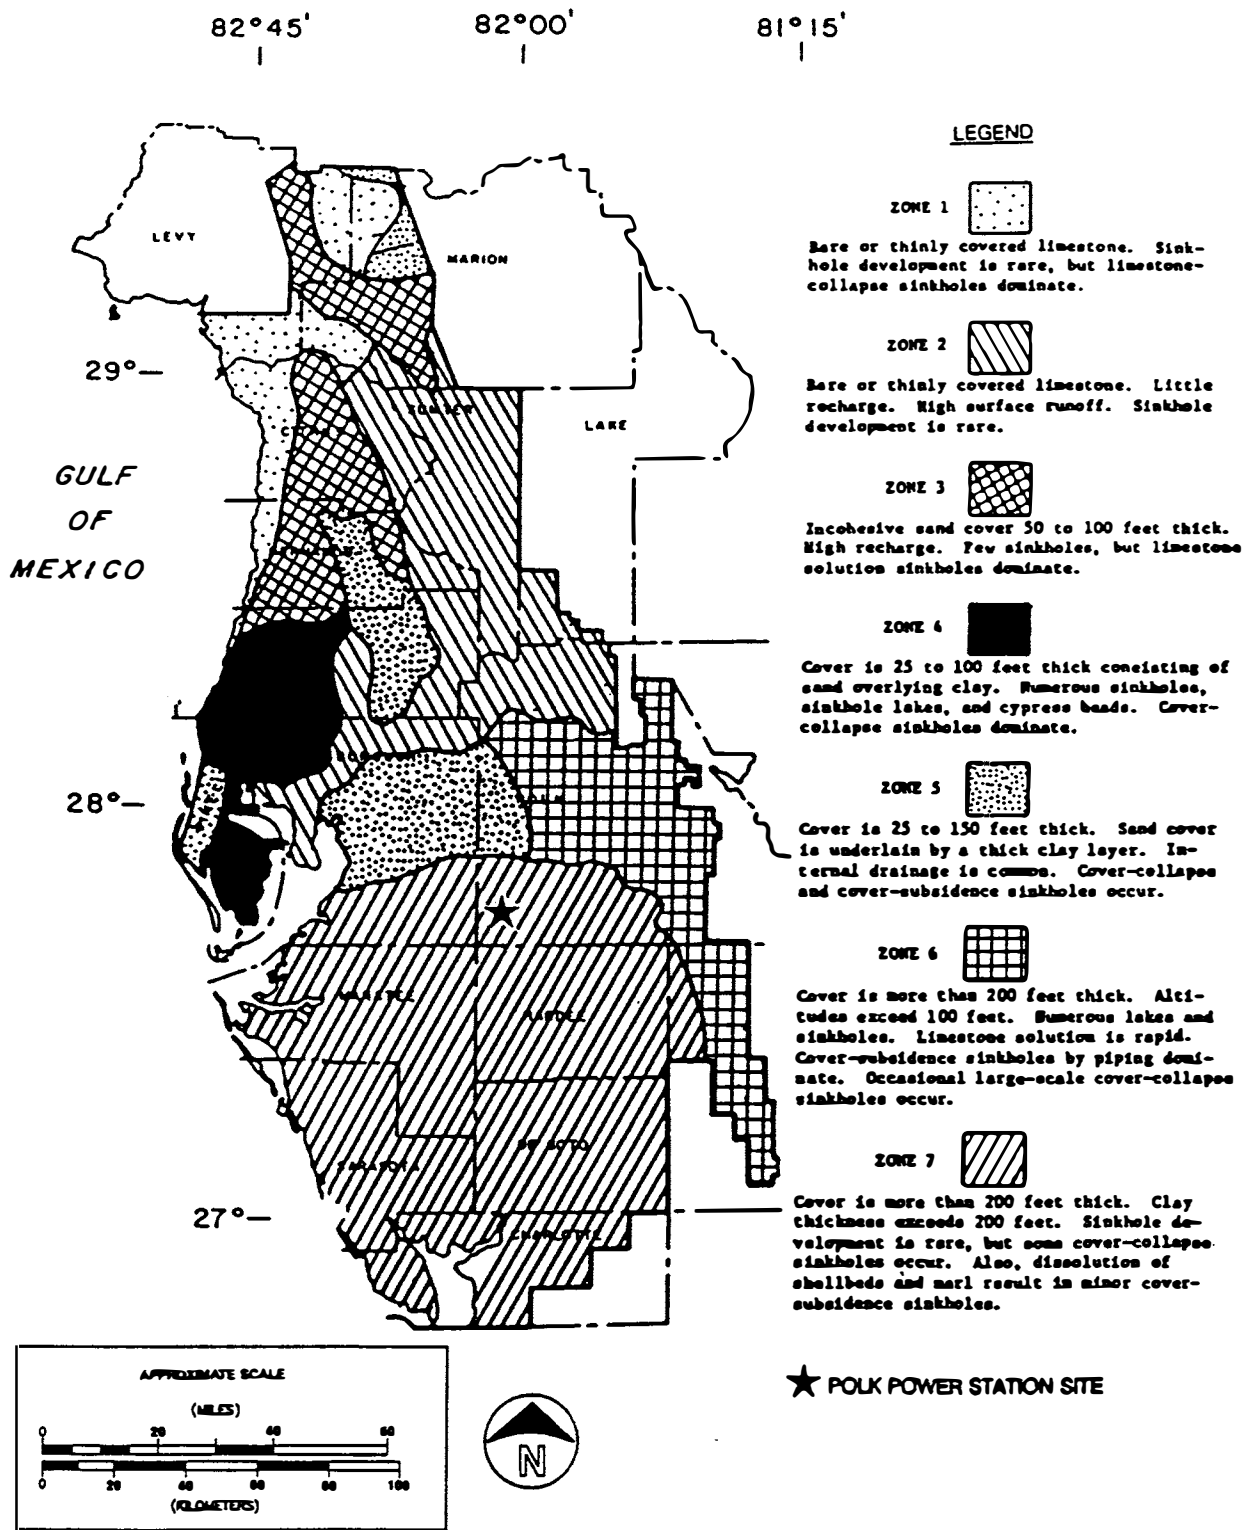 82°45' 82°00' 81°15'
LEGEND
ZONE 1
Bare or thinly covered limestone. Sink-
hole development is rare, but limestone-
collapse sinkholes dominate.
ZONE 2
Bare or thinly covered limestone. Little
recharge. High surface runoff. Sinkhole
development is rare.
ZONE 3
Incohesive sand cover 50 to 100 feet thick.
High recharge. Few sinkholes, but limestone
solution sinkholes dominate.
ZONE 4
Cover is 25 to 100 feet thick consisting of
sand overlying clay. Numerous sinkholes,
sinkhole lakes, and cypress heads. Cover-
collapse sinkholes dominate.
ZONE 5
Cover is 25 to 150 feet thick. Sand cover
is underlain by a thick clay layer. In-
ternal drainage is common. Cover-collapse
and cover-subsidence sinkholes occur.
ZONE 6
Cover is more than 200 feet thick. Alti-
tudes exceed 100 feet. Numerous lakes and
sinkholes. Limestone solution is rapid.
Cover-subsidence sinkholes by piping domi-
nate. Occasional large-scale cover-collapse
sinkholes occur.
ZONE 7
Cover is more than 200 feet thick. Clay
thickness exceeds 200 feet. Sinkhole de-
velopment is rare, but some cover-collapse
sinkholes occur. Also, dissolution of
shellbeds and marl result in minor cover-
subsidence sinkholes.
★ POLK POWER STATION SITE
LEVY
MARION
29°
SUMTER
LAKE
GULF
OF
MEXICO
28°
MANATEE
HARDEE
DE SOTO
SARASOTA
27°
CHARLOTTE
APPROXIMATE SCALE
(MILES)
0 20 40 60
0 20 40 60 80 100
(KILOMETERS)
N